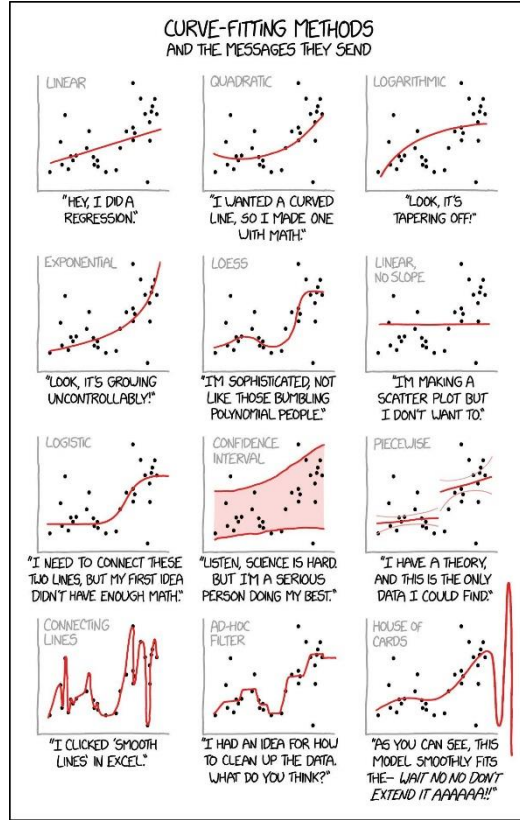 CURVE-FITTING METHODS
AND THE MESSAGES THEY SEND
LINEAR
"HEY, I DID A
REGRESSION."
QUADRATIC
"I WANTED A CURVED
LINE, SO I MADE ONE
WITH MATH."
LOGARITHMIC
"LOOK, IT'S
TAPERING OFF!"
EXPONENTIAL
"LOOK, IT'S GROWING
UNCONTROLLABLY!"
LOESS
"I'M SOPHISTICATED, NOT
LIKE THOSE BUMBLING
POLYNOMIAL PEOPLE."
LINEAR,
NO SLOPE
"I'M MAKING A
SCATTER PLOT BUT
I DON'T WANT TO."
LOGISTIC
"I NEED TO CONNECT THESE
TWO LINES, BUT MY FIRST IDEA
DIDN'T HAVE ENOUGH MATH."
CONFIDENCE
INTERVAL
"LISTEN, SCIENCE IS HARD.
BUT I'M A SERIOUS
PERSON DOING MY BEST."
PIECEWISE
"I HAVE A THEORY,
AND THIS IS THE ONLY
DATA I COULD FIND."
CONNECTING
LINES
"I CLICKED 'SMOOTH
LINES' IN EXCEL."
AD-HOC
FILTER
"I HAD AN IDEA FOR HOW
TO CLEAN UP THE DATA.
WHAT DO YOU THINK?"
HOUSE OF
CARDS
"AS YOU CAN SEE, THIS
MODEL SMOOTHLY FITS
THE- WAIT NO NO DON'T
EXTEND IT AAAAAA!!"